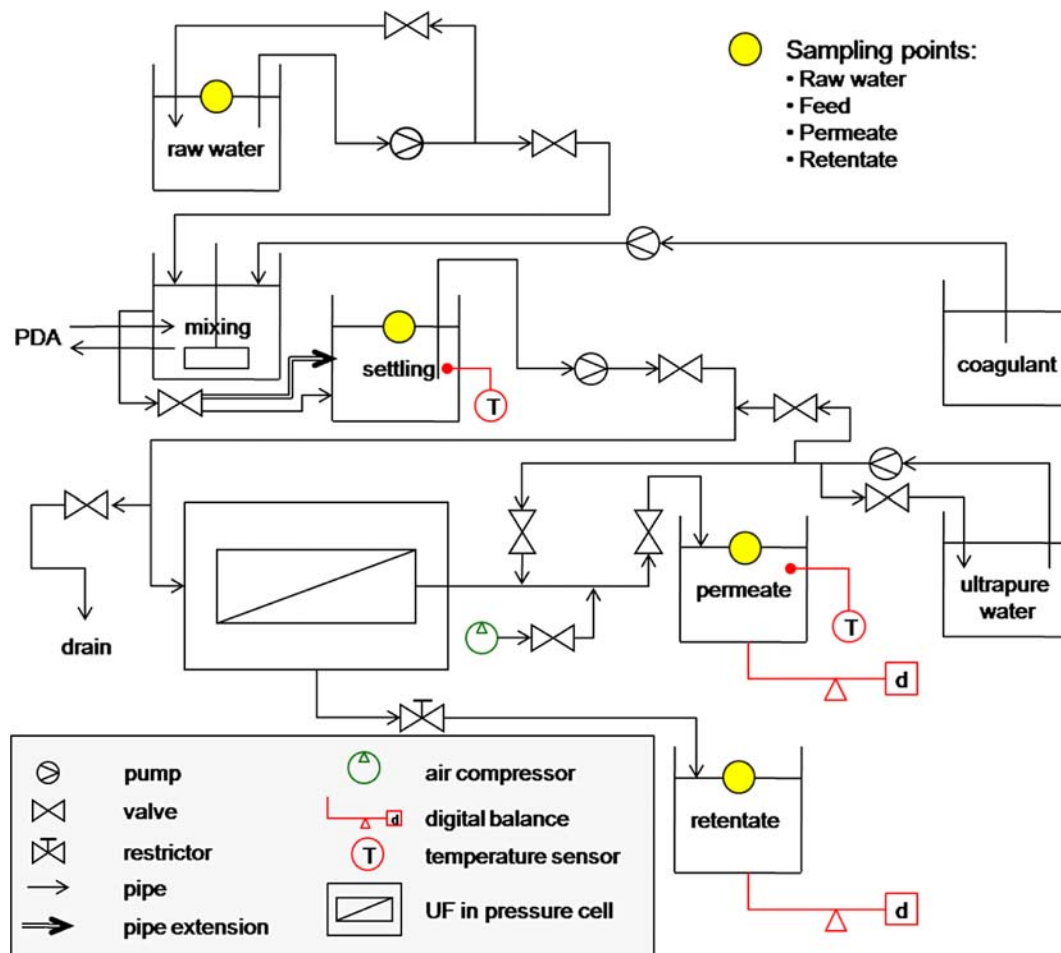 Sampling points:
• Raw water
• Feed
• Permeate
• Retentate
raw water
mixing
PDA
settling
T
coagulant
permeate
T
ultrapure
water
drain
d
retentate
d
pump
valve
restrictor
pipe
pipe extension
air compressor
d
digital balance
T
temperature sensor
UF in pressure cell